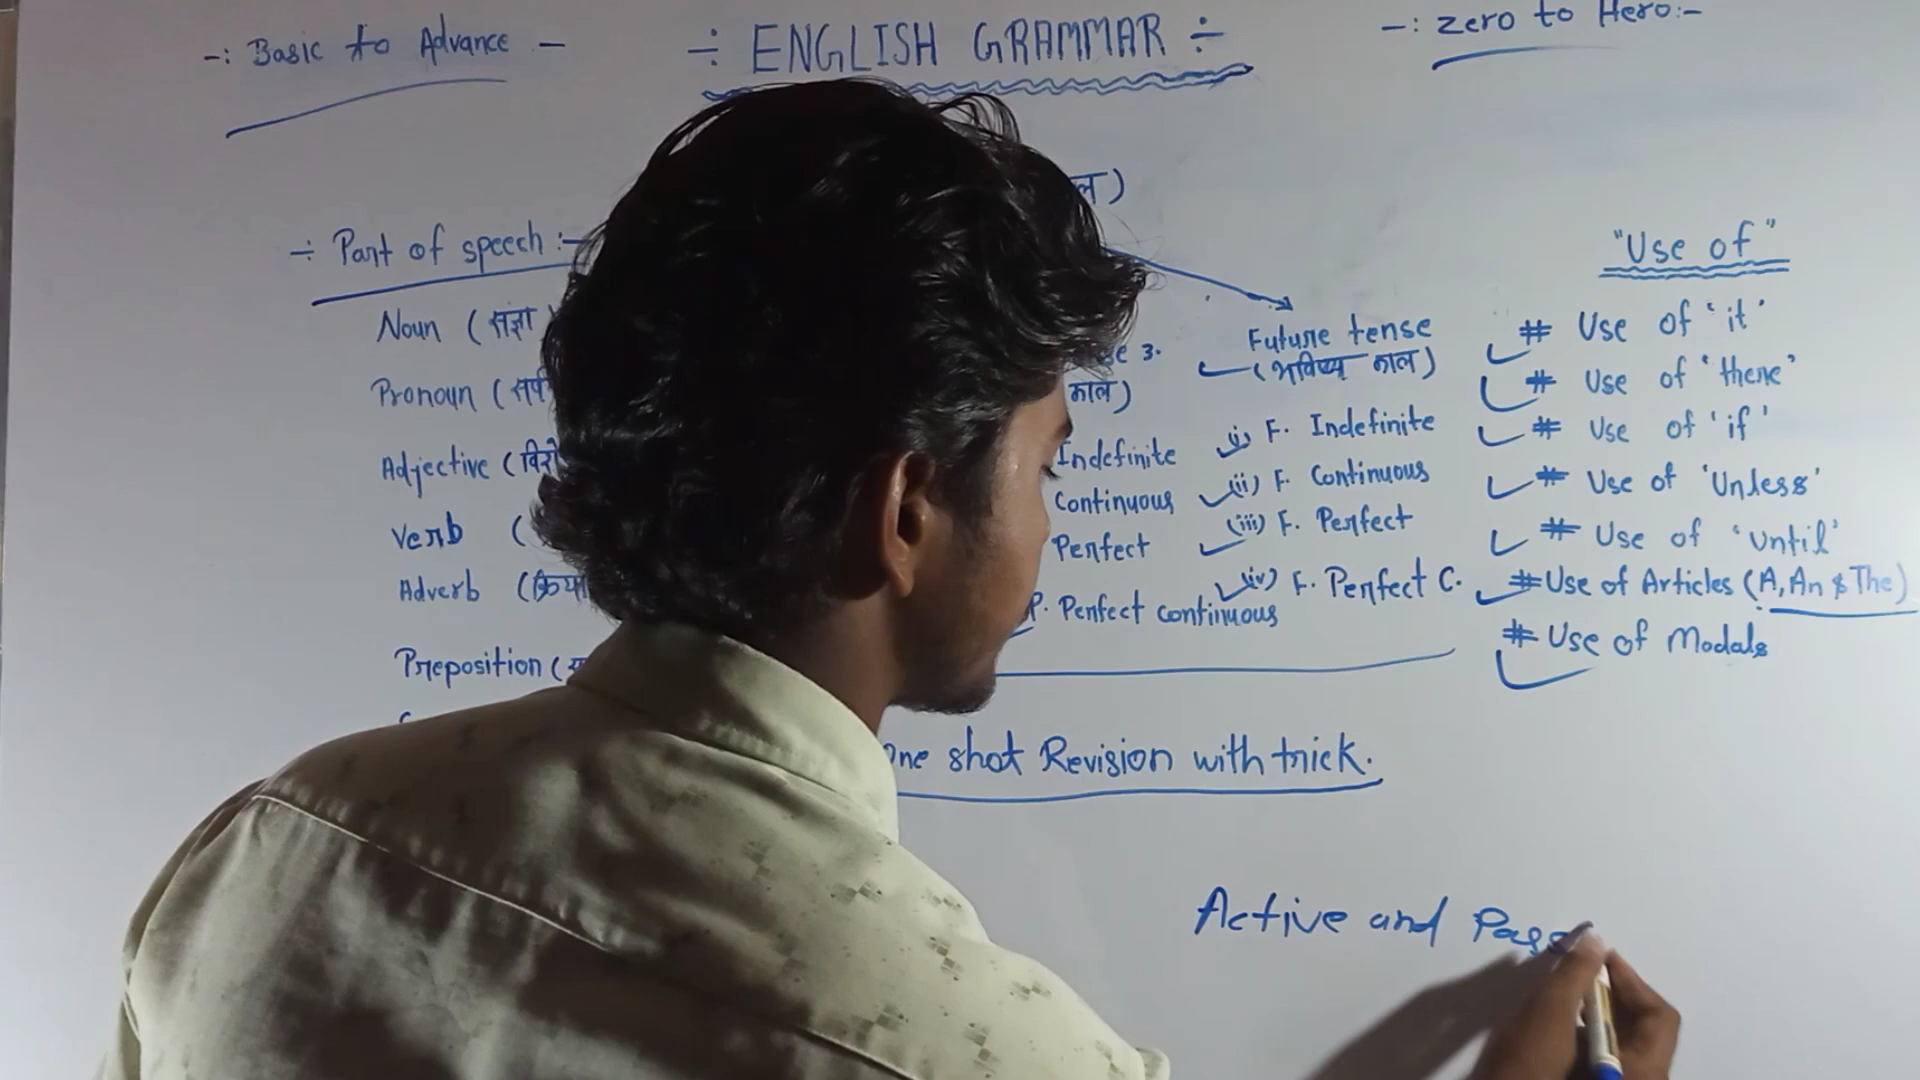 -: Basic to Advance -
÷ ENGLISH GRAMMAR ÷
-: Zero to Hero:-
÷ Part of speech :-
Noun (संज्ञा
Pronoun (
Adjective (
Verb (
Adverb (क्रिया
Preposition (
3.
काल)
Indefinite
Continuous
Perfect
P. Perfect continuous
Future tense
(भविष्य काल)
(i) F. Indefinite
(ii) F. Continuous
(iii) F. Perfect
(iv) F. Perfect C.
"Use of"
# Use of 'it'
# Use of 'there'
# Use of 'if'
# Use of 'Unless'
# Use of 'Until'
# Use of Articles (A, An & The)
# Use of Modals
One shot Revision with trick.
Active and Pass